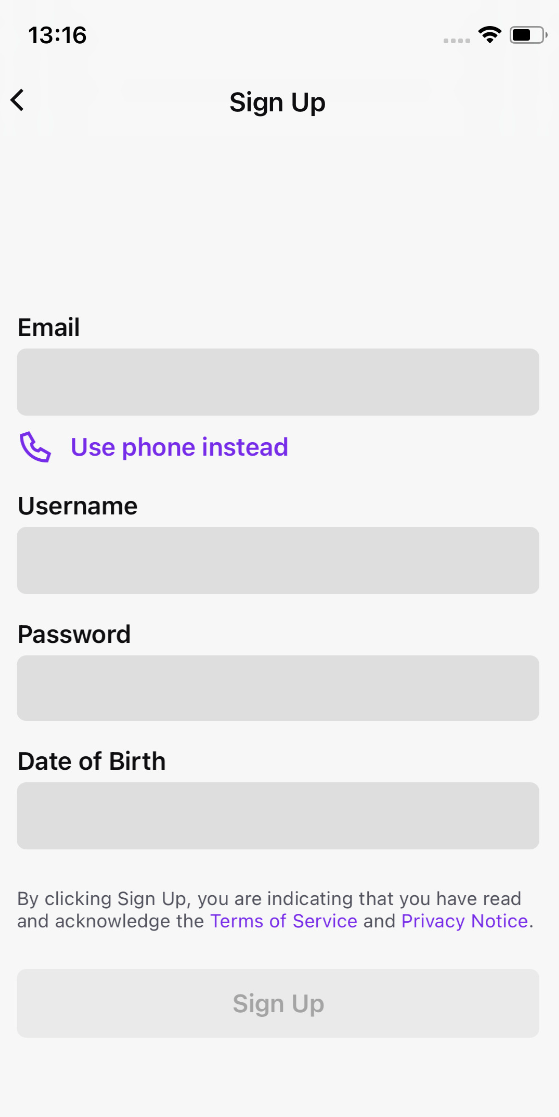 13:16
Sign Up
Email
Use phone instead
Username
Password
Date of Birth
By clicking Sign Up, you are indicating that you have read
and acknowledge the Terms of Service and Privacy Notice.
Sign Up